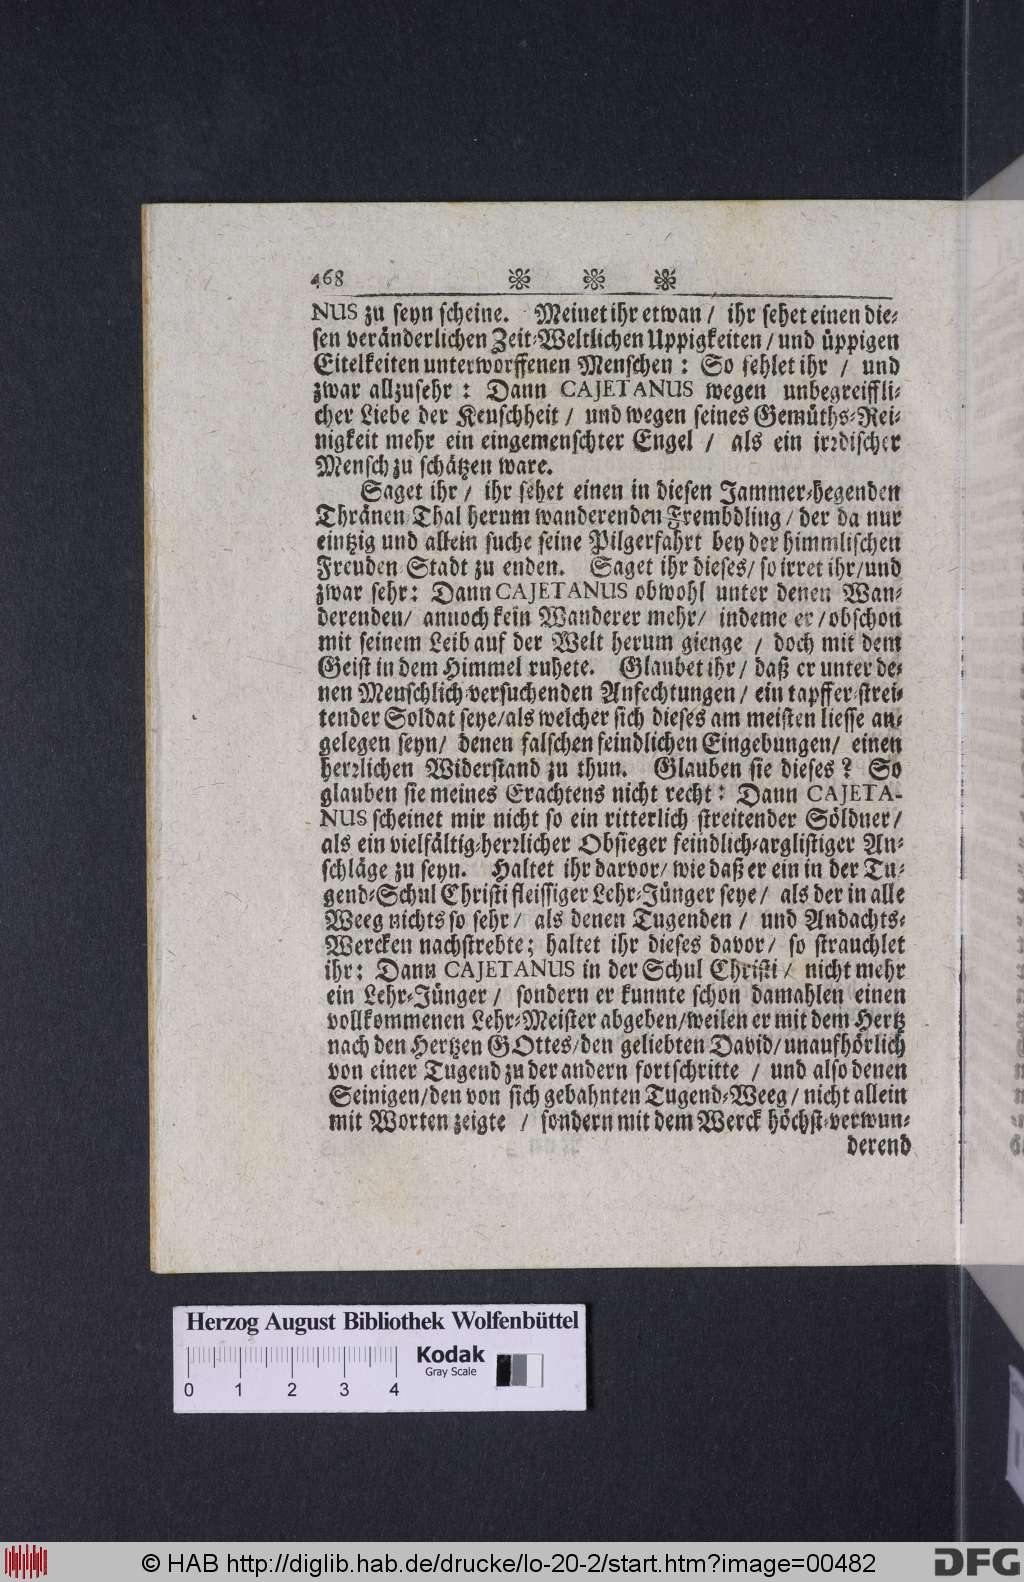 468
NUS zu seyn scheine. Meinet ihr etwan / ihr sehet einen die-
sen veränderlichen Zeit-Weltlichen Uppigkeiten / und üppigen
Eitelkeiten unterworffenen Menschen: So fehlet ihr / und
zwar allzusehr: Dann CAJETANUS wegen unbegreiffli-
cher Liebe der Keuschheit / und wegen seines Gemüths-Rei-
nigkeit mehr ein eingemenschter Engel / als ein irrdischer
Mensch zu schätzen ware.
Saget ihr / ihr sehet einen in diesen Jammer-hegenden
Thränen-Thal herum wanderenden Frembdling / der da nur
eintzig und allein suche seine Pilgerfahrt bey der himmlischen
Freuden-Stadt zu enden. Saget ihr dieses / so irret ihr / und
zwar sehr: Dann CAJETANUS obwohl unter denen Wan-
derenden / annoch kein Wanderer mehr / indeme er / obschon
mit seinem Leib auf der Welt herum gienge / doch mit dem
Geist in dem Himmel ruhete. Glaubet ihr / daß er unter de-
nen Menschlich-versuchenden Anfechtungen / ein tapffer-strei-
tender Soldat seye / als welcher sich dieses am meisten liesse an-
gelegen seyn / denen falschen feindlichen Eingebungen / einen
herrlichen Widerstand zu thun. Glauben sie dieses? So
glauben sie meines Erachtens nicht recht: Dann CAJETA-
NUS scheinet mir nicht so ein ritterlich streitender Söldner /
als ein vielfältig-herrlicher Obsieger feindlich-arglistiger An-
schläge zu seyn. Haltet ihr darvor / wie daß er ein in der Tu-
gend-Schul Christi fleissiger Lehr-Jünger seye / als der in alle
Weeg nichts so sehr / als denen Tugenden / und Andachts-
Wercken nachstrebte; haltet ihr dieses davor / so strauchlet
ihr: Dann CAJETANUS in der Schul Christi / nicht mehr
ein Lehr-Jünger / sondern er kunnte schon damahlen einen
vollkommenen Lehr-Meister abgeben / weilen er mit dem Hertz
nach den Hertzen GOttes / den geliebten David / unaufhörlich
von einer Tugend zu der andern fortschritte / und also denen
Seinigen / den von sich gebahnten Tugend-Weeg / nicht allein
mit Worten zeigte / sondern mit dem Werck höchst-verwun-
derend
Herzog August Bibliothek Wolfenbüttel
0 1 2 3 4
Kodak
Gray Scale
© HAB http://diglib.hab.de/drucke/lo-20-2/start.htm?image=00482
DFG